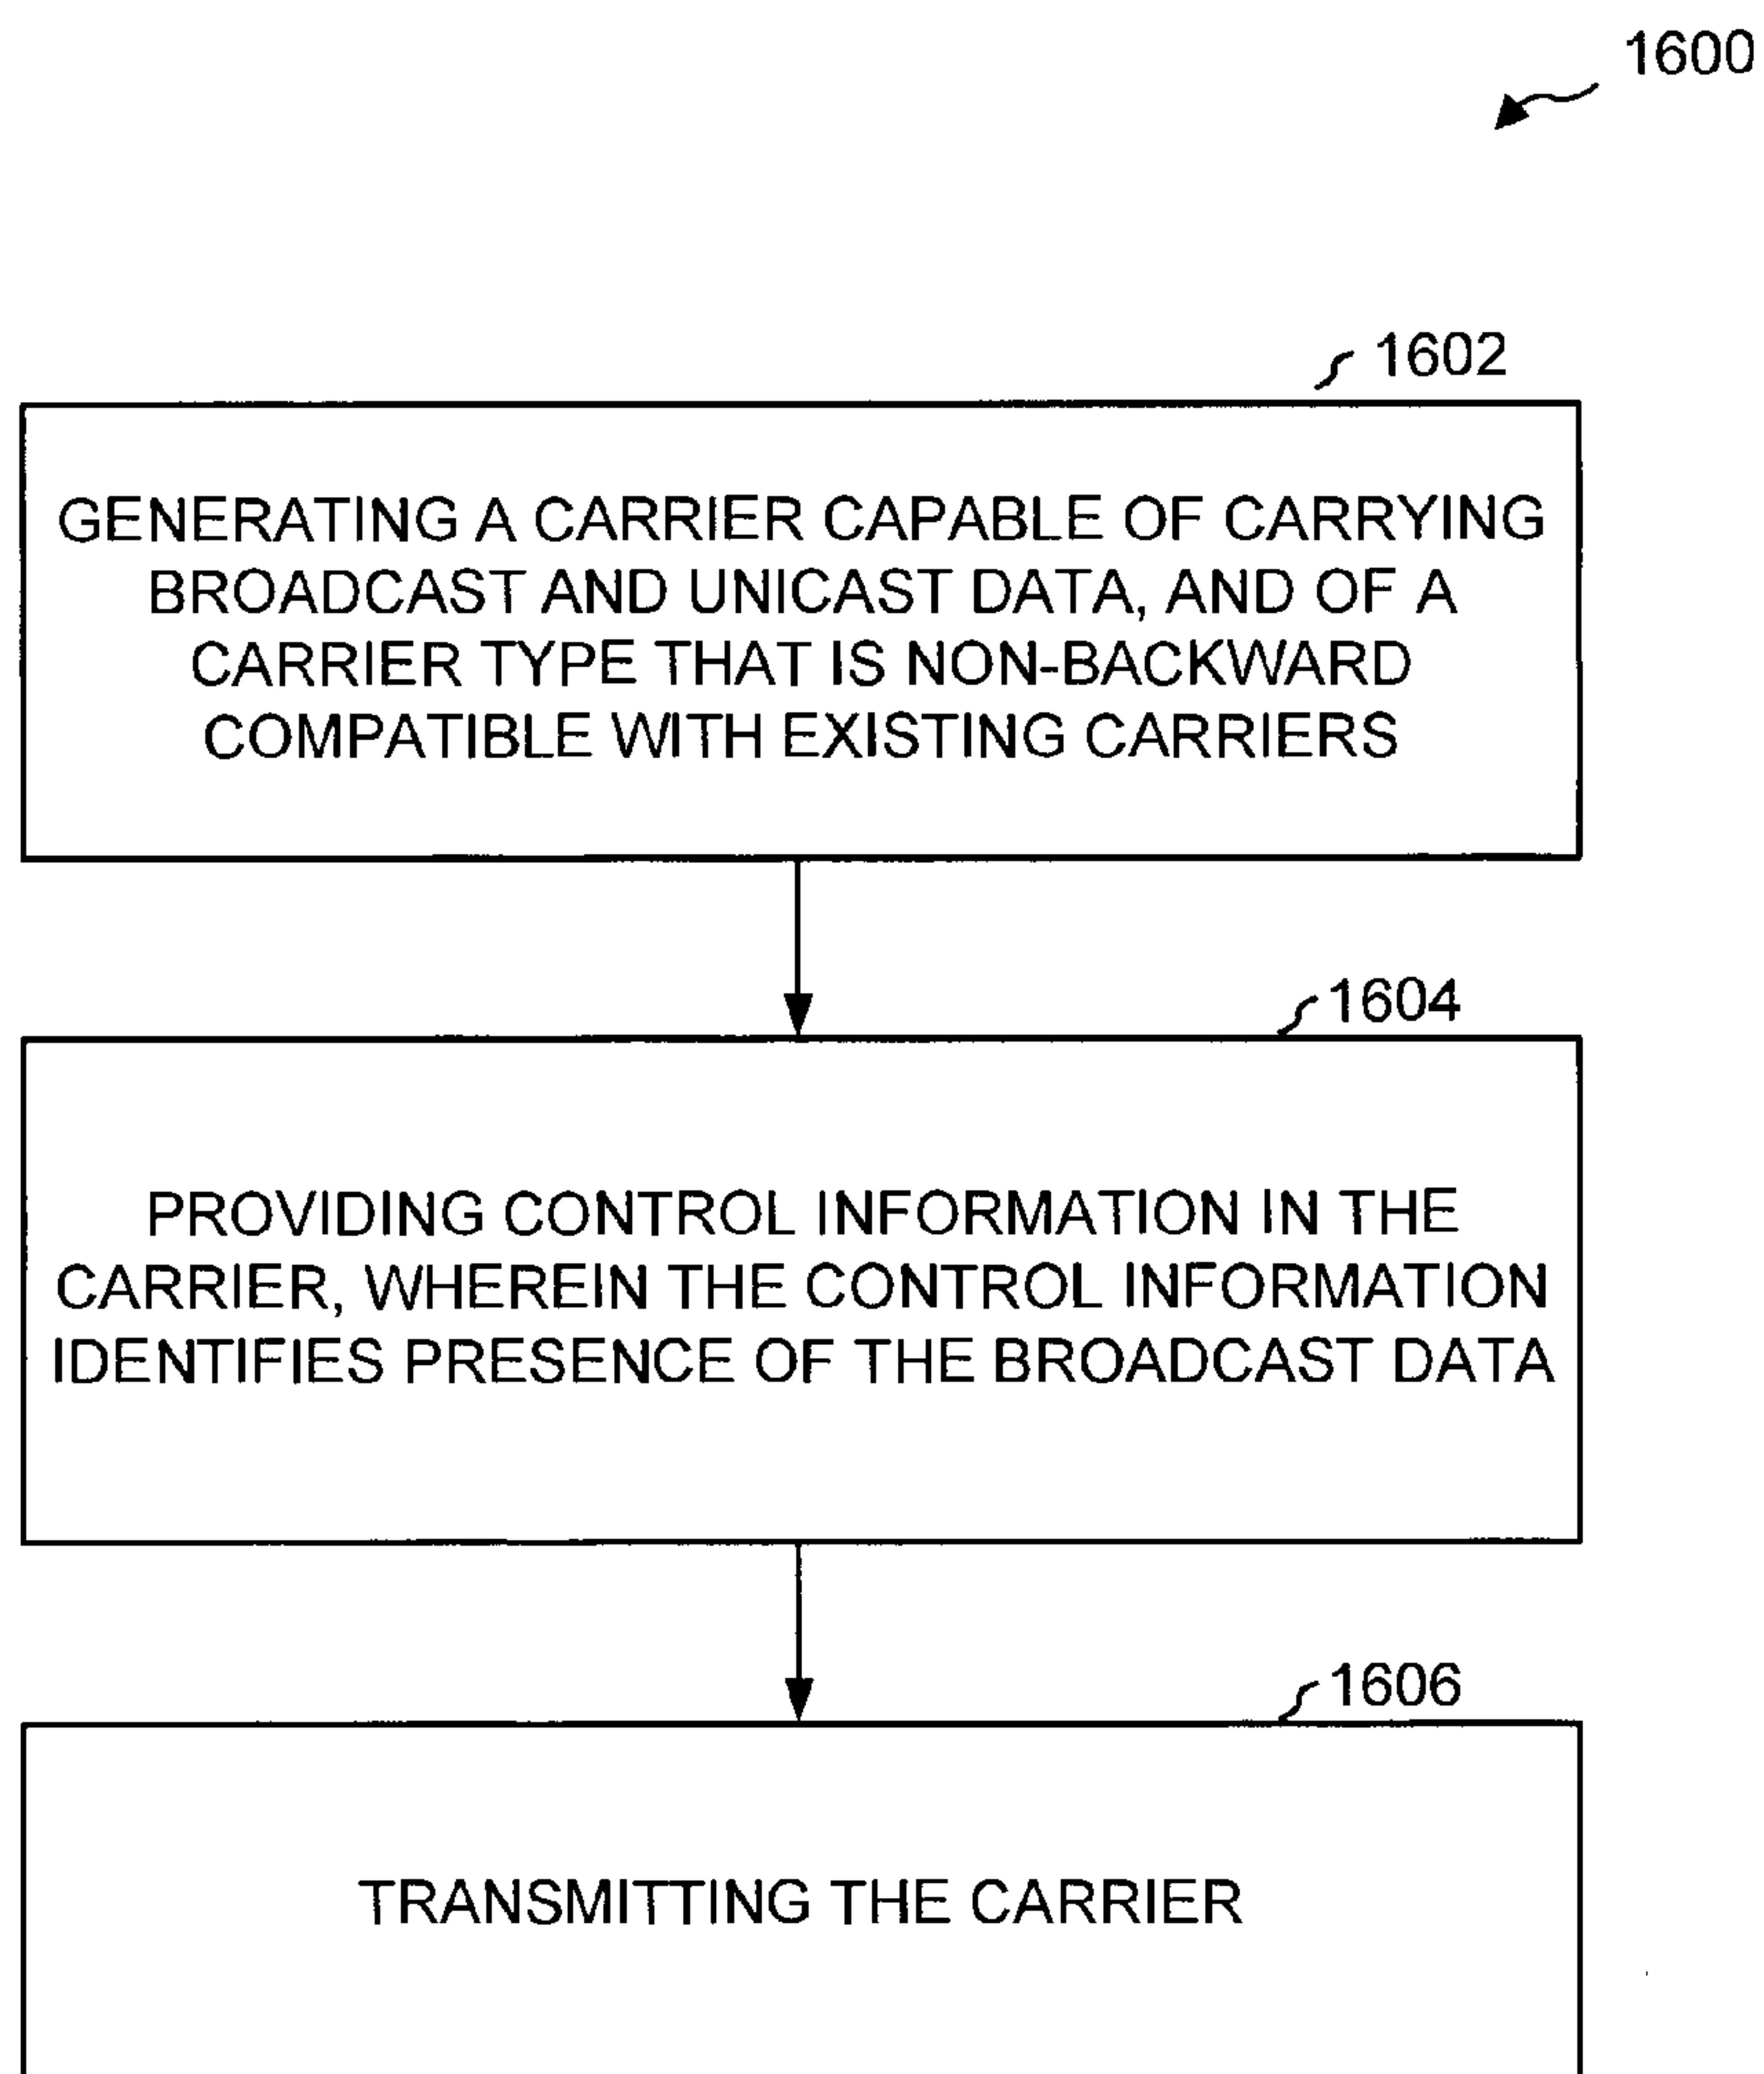 1600
1602
GENERATING A CARRIER CAPABLE OF CARRYING
BROADCAST AND UNICAST DATA, AND OF A
CARRIER TYPE THAT IS NON-BACKWARD
COMPATIBLE WITH EXISTING CARRIERS
1604
PROVIDING CONTROL INFORMATION IN THE
CARRIER, WHEREIN THE CONTROL INFORMATION
IDENTIFIES PRESENCE OF THE BROADCAST DATA
1606
TRANSMITTING THE CARRIER